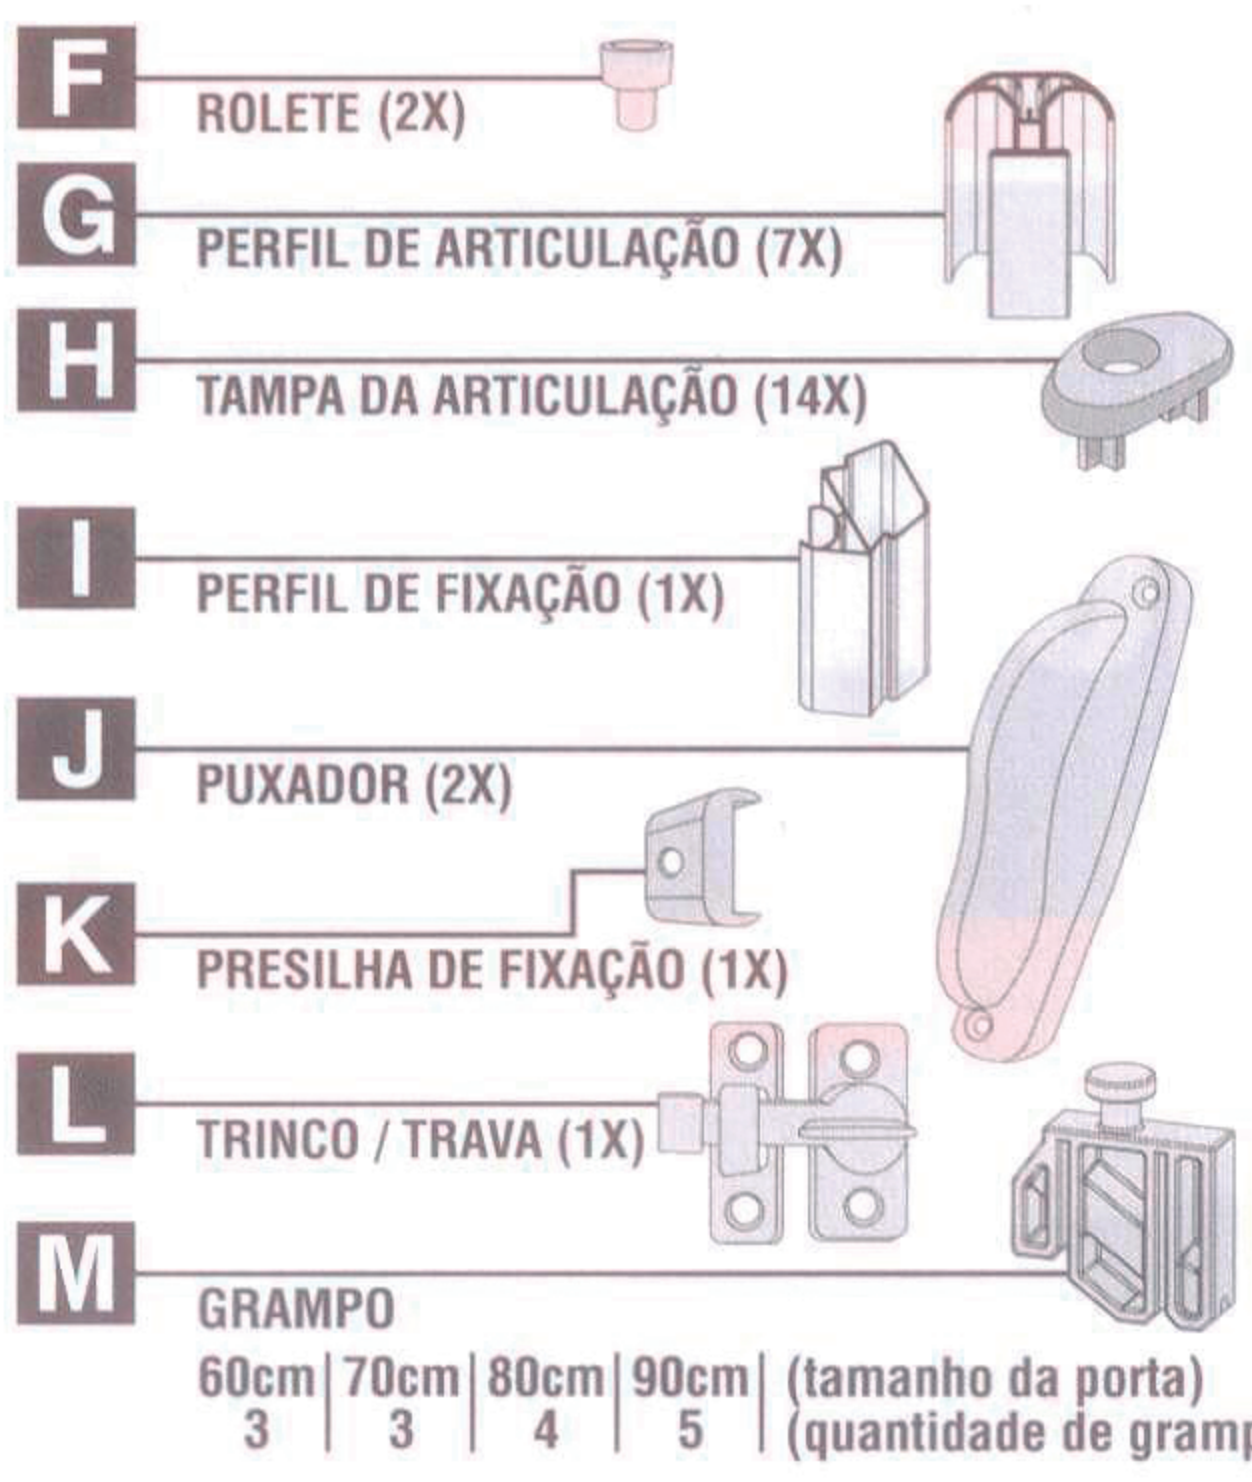 F
ROLETE (2X)
G
PERFIL DE ARTICULAÇÃO (7X)
H
TAMPA DA ARTICULAÇÃO (14X)
I
PERFIL DE FIXAÇÃO (1X)
J
PUXADOR (2X)
K
PRESILHA DE FIXAÇÃO (1X)
L
TRINCO / TRAVA (1X)
M
GRAMPO
60cm | 70cm | 80cm | 90cm | (tamanho da porta)
3 | 3 | 4 | 5 | (quantidade de gramp